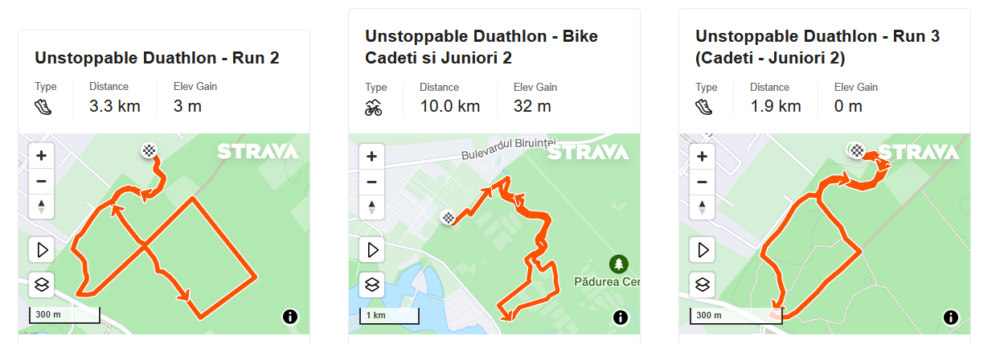 Unstoppable Duathlon - Run 2
Type
Distance
Elev Gain
3.3 km
3 m
STRAVA
300 m
Unstoppable Duathlon - Bike
Cadeti si Juniori 2
Type
Distance
Elev Gain
10.0 km
32 m
Bulevardul Biruinței
STRAVA
Pădurea Cer
1 km
Unstoppable Duathlon - Run 3
(Cadeti - Juniori 2)
Type
Distance
Elev Gain
1.9 km
0 m
STRAVA
300 m